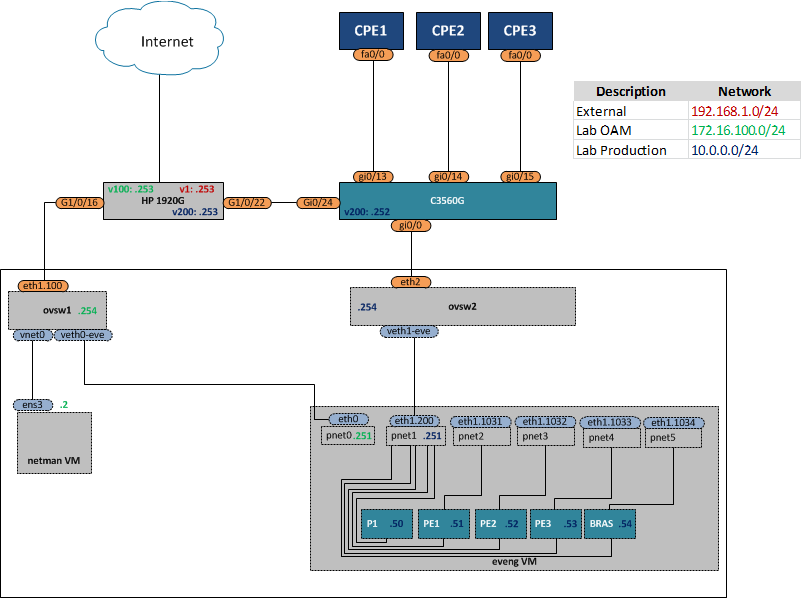 Internet
CPE1
CPE2
CPE3
fa0/0
fa0/0
fa0/0
Description Network
External 192.168.1.0/24
Lab OAM 172.16.100.0/24
Lab Production 10.0.0.0/24
gi0/13
gi0/14
gi0/15
v100: .253 v1: .253
HP 1920G
v200: .253
G1/0/16
G1/0/22
Gi0/24
C3560G
v200: .252
gi0/0
eth1.100
ovsw1 .254
vnet0
veth0-eve
eth2
.254 ovsw2
veth1-eve
ens3 .2
netman VM
eth0
pnet0 .251
eth1.200
pnet1 .251
eth1.1031
pnet2
eth1.1032
pnet3
eth1.1033
pnet4
eth1.1034
pnet5
P1 .50
PE1 .51
PE2 .52
PE3 .53
BRAS .54
eveng VM